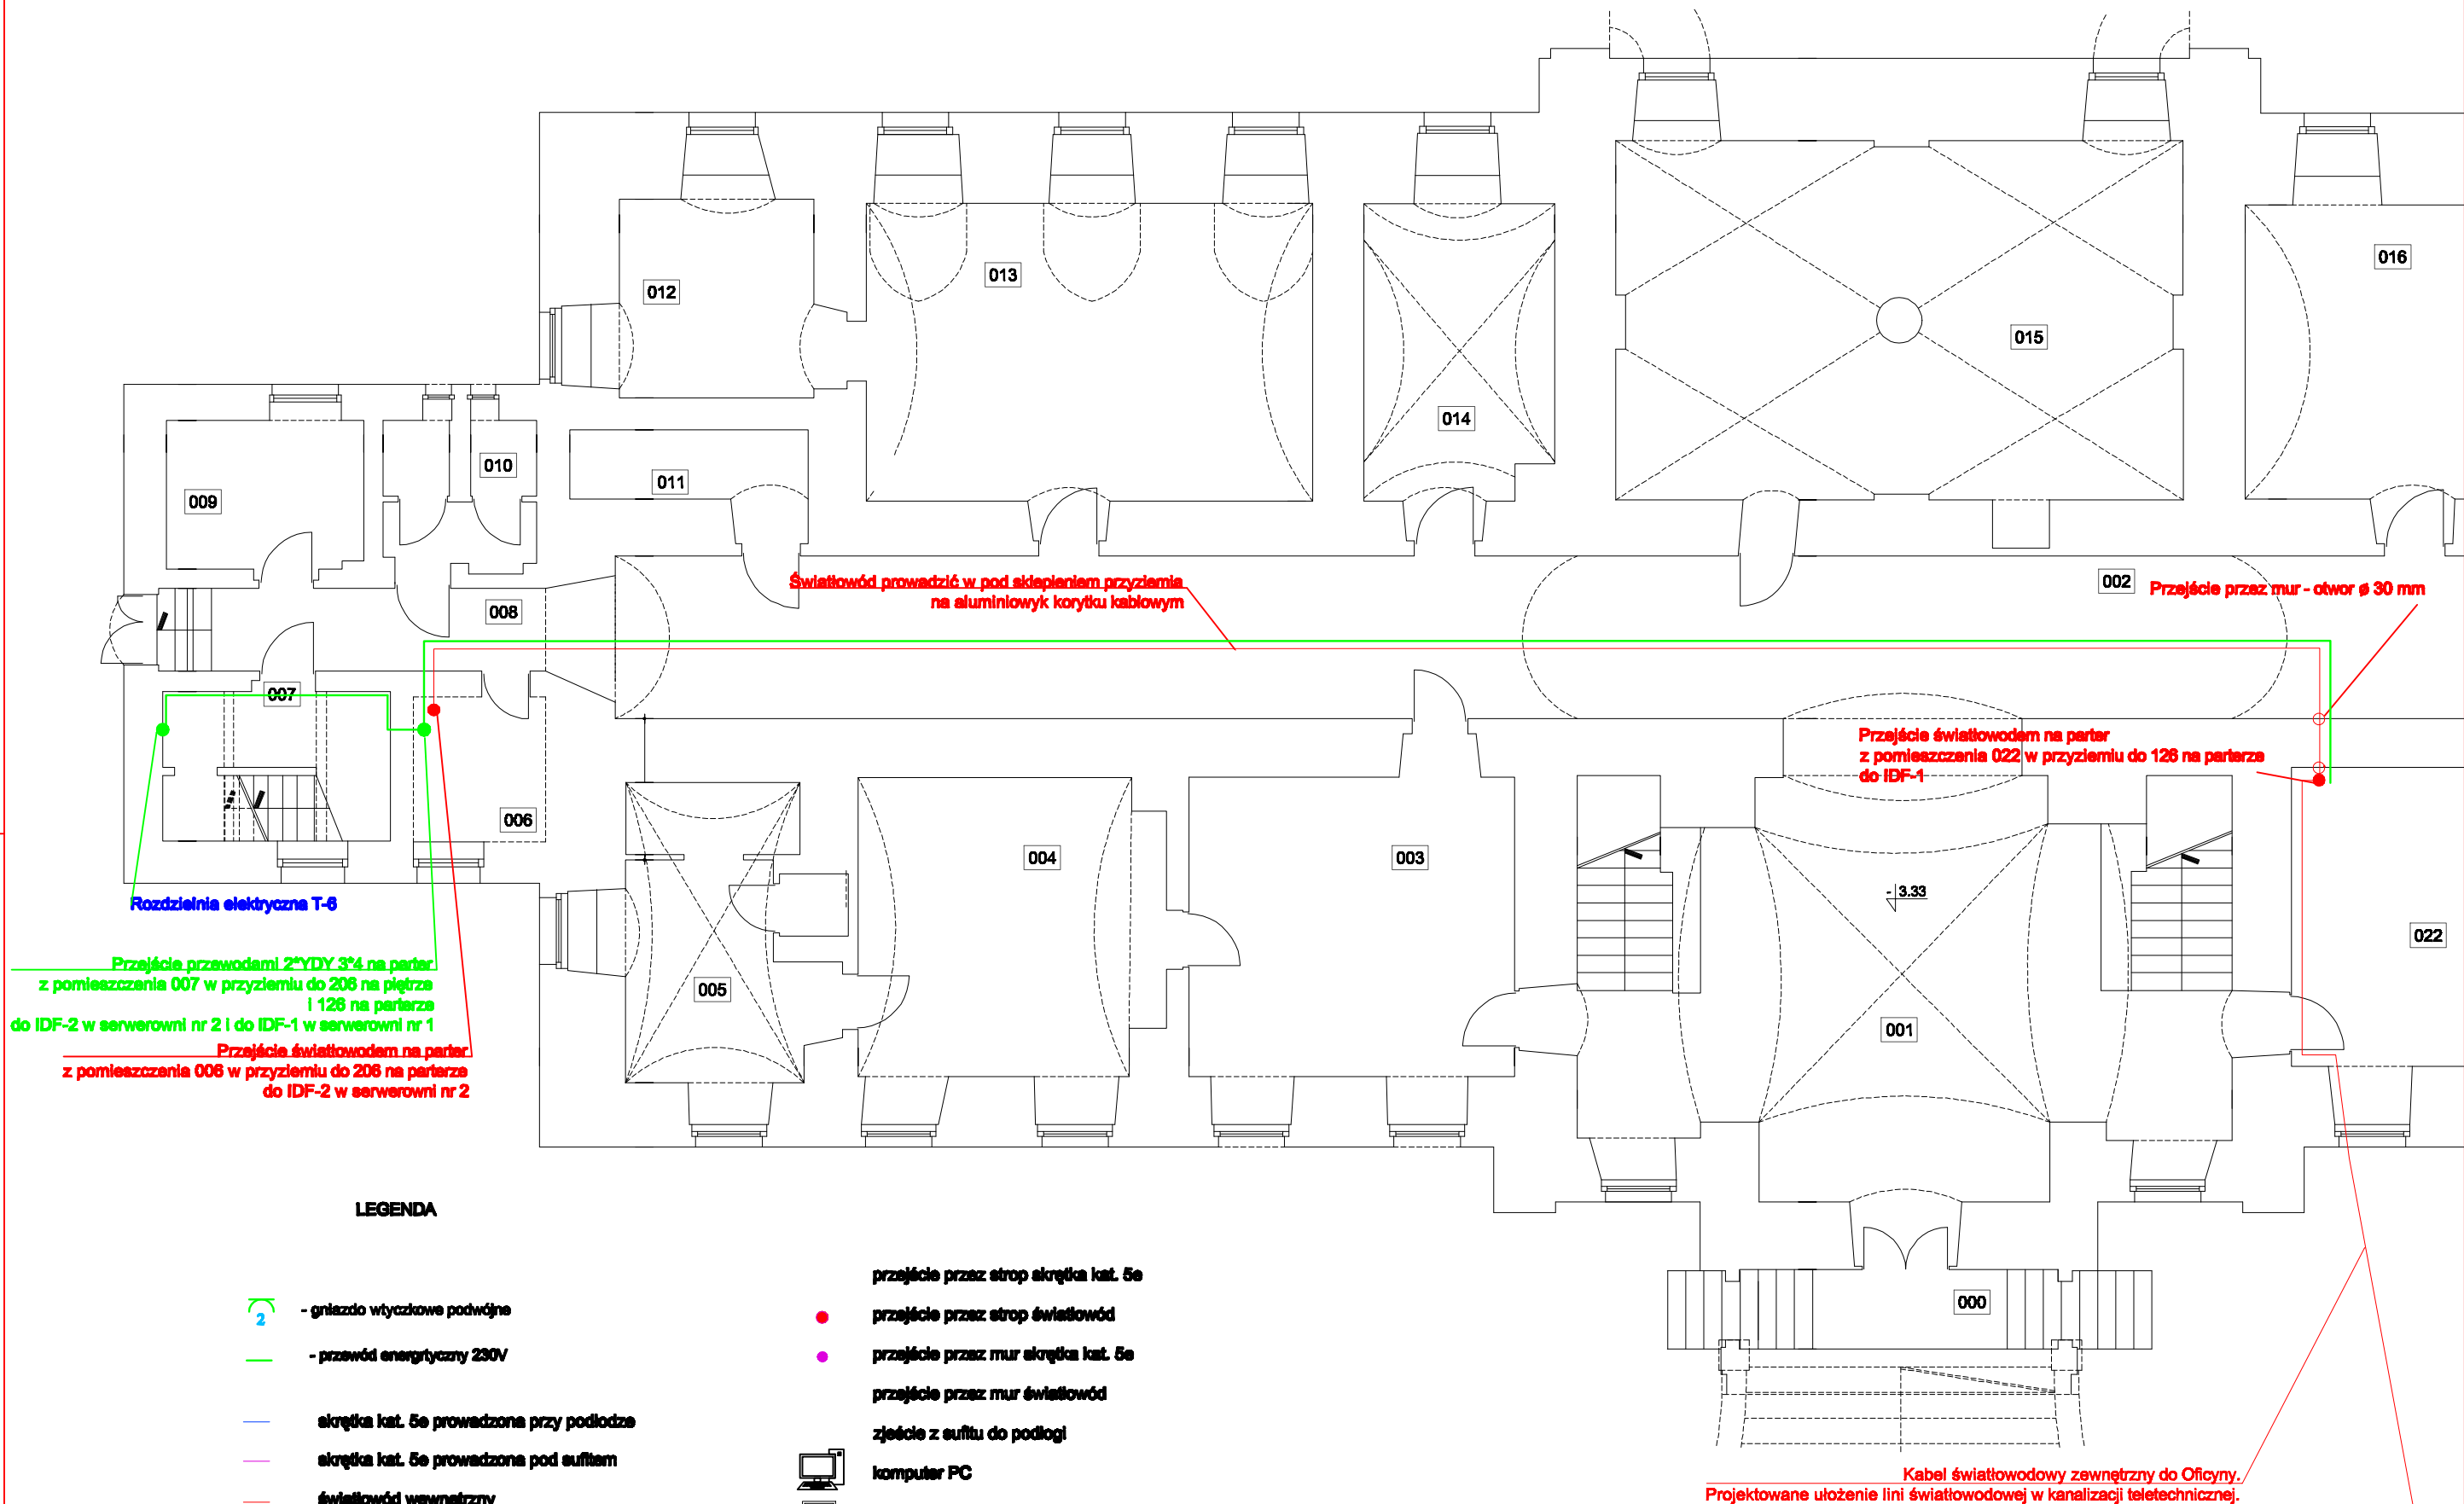 012
013
014
015
016
009
010
011
008
002
Światłowód prowadzić w pod sklepieniem przyziemia
na aluminiowyk korytku kablowym
Przejście przez mur - otwor ø 30 mm
007
006
Przejście światłowodem na parter
z pomieszczenia 022 w przyziemiu do 126 na parterze
do IDF-1
004
003
- 3.33
022
005
001
Rozdzielnia elektryczna T-6
Przejście przewodami 2*YDY 3*4 na parter
z pomieszczenia 007 w przyziemiu do 206 na piętrze
i 126 na parterze
do IDF-2 w serwerowni nr 2 i do IDF-1 w serwerowni nr 1
Przejście światłowodem na parter
z pomieszczenia 006 w przyziemiu do 206 na parterze
do IDF-2 w serwerowni nr 2
000
LEGENDA
2 - gniazdo wtyczkowe podwójne
- przewód energrtyczny 230V
skrętka kat. 5e prowadzona przy podłodze
skrętka kat. 5e prowadzona pod sufitem
światłowód wewnętrzny
przejście przez strop skrętka kat. 5e
przejście przez strop światłowód
przejście przez mur skrętka kat. 5e
przejście przez mur światłowód
zjeście z sufitu do podłogi
komputer PC
Kabel światłowodowy zewnętrzny do Oficyny.
Projektowane ułożenie lini światłowodowej w kanalizacji teletechnicznej.